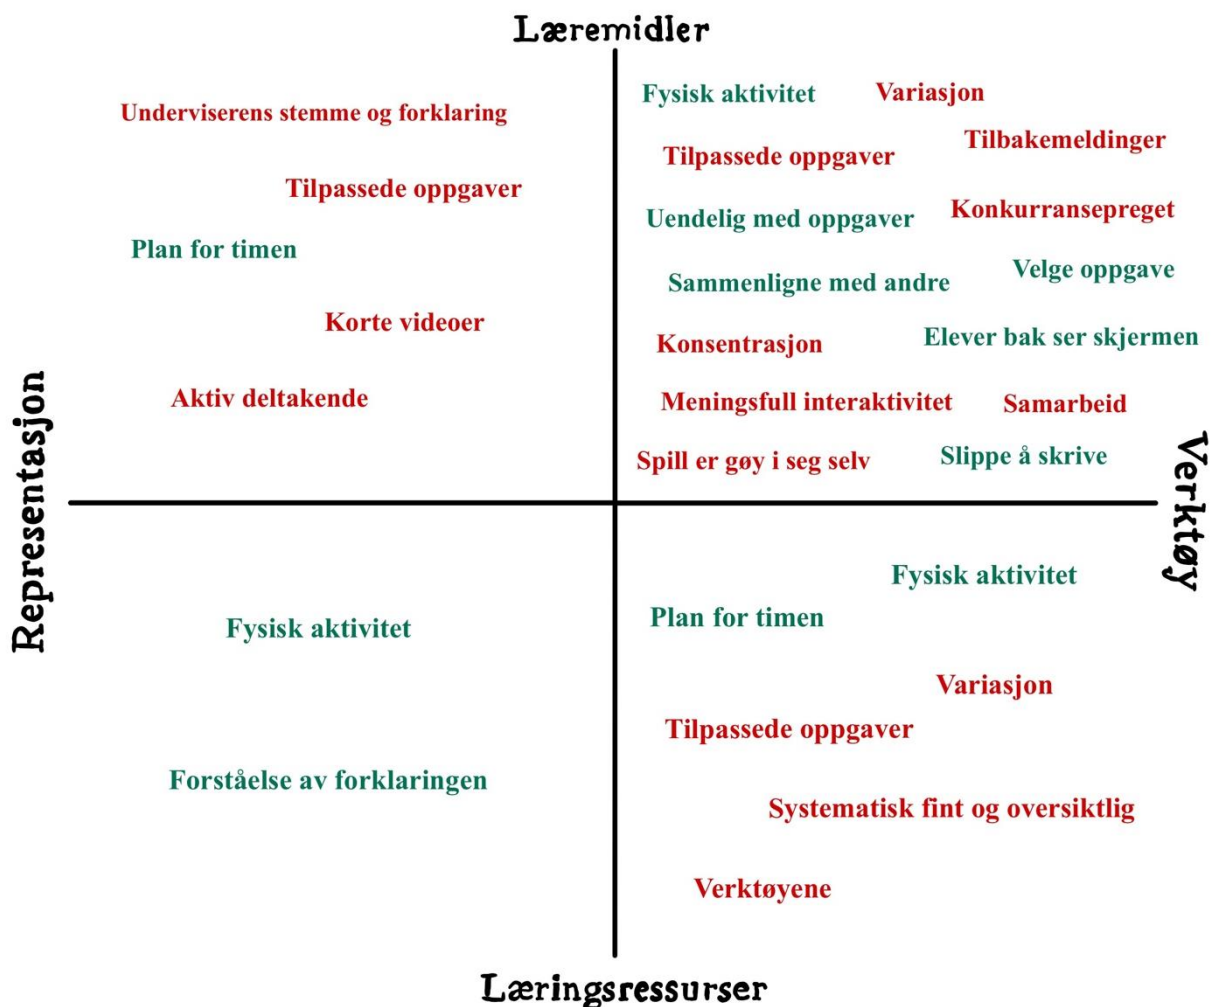 Læremidler
Underviserens stemme og forklaring
Tilpassede oppgaver
Plan for timen
Korte videoer
Aktiv deltakende
Fysisk aktivitet
Variasjon
Tilbakemeldinger
Tilpassede oppgaver
Konkurransepreget
Uendelig med oppgaver
Velge oppgave
Sammenligne med andre
Elever bak ser skjermen
Konsentrasjon
Meningsfull interaktivitet
Samarbeid
Spill er gøy i seg selv
Slippe å skrive
Representasjon
Verktøy
Fysisk aktivitet
Forståelse av forklaringen
Fysisk aktivitet
Plan for timen
Variasjon
Tilpassede oppgaver
Systematisk fint og oversiktlig
Verktøyene
Læringsressurser